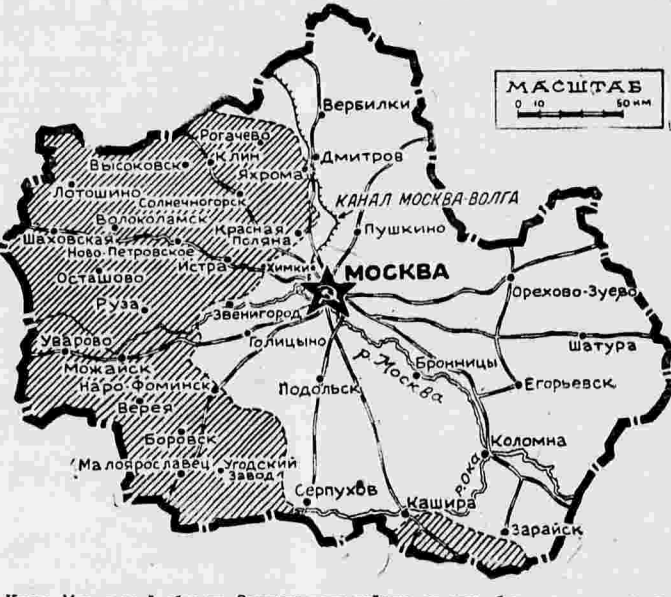 МАСШТАБ
0 10 50 КМ
Вербилки
Рогачево
Клин
Дмитров
Высоковск
Яхрома
Лотошино
Солнечногорск
КАНАЛ МОСКВА-ВОЛГА
Волоколамск
Красная
Поляна
Пушкино
Шаховская
Ново-Петровское
Истра
Химки
МОСКВА
Осташово
Орехово-Зуево
Руза
Звенигород
Уварово
Голицыно
Шатура
Можайск
Бронницы
р. Москва
Наро-Фоминск
Подольск
Егорьевск
Верея
Боровск
Коломна
Малоярославец
Угодский
Завод
р. Ока
Серпухов
Кашира
Зарайск